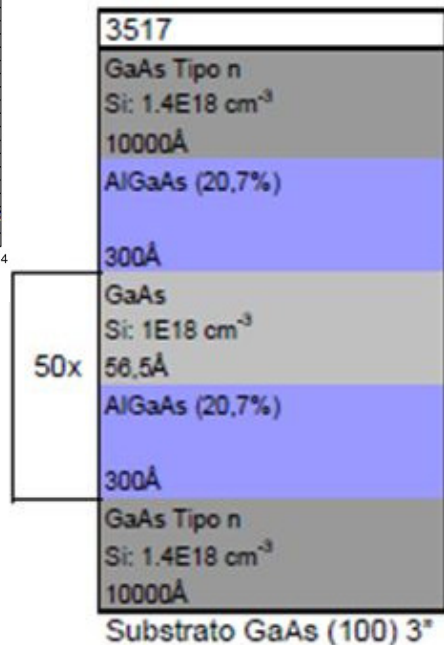 3517
GaAs Tipo n
Si: 1.4E18 cm⁻³
10000Å
AlGaAs (20,7%)
300Å
GaAs
Si: 1E18 cm⁻³
56,5Å
50x
AlGaAs (20,7%)
300Å
GaAs Tipo n
Si: 1.4E18 cm⁻³
10000Å
Substrato GaAs (100) 3"
4